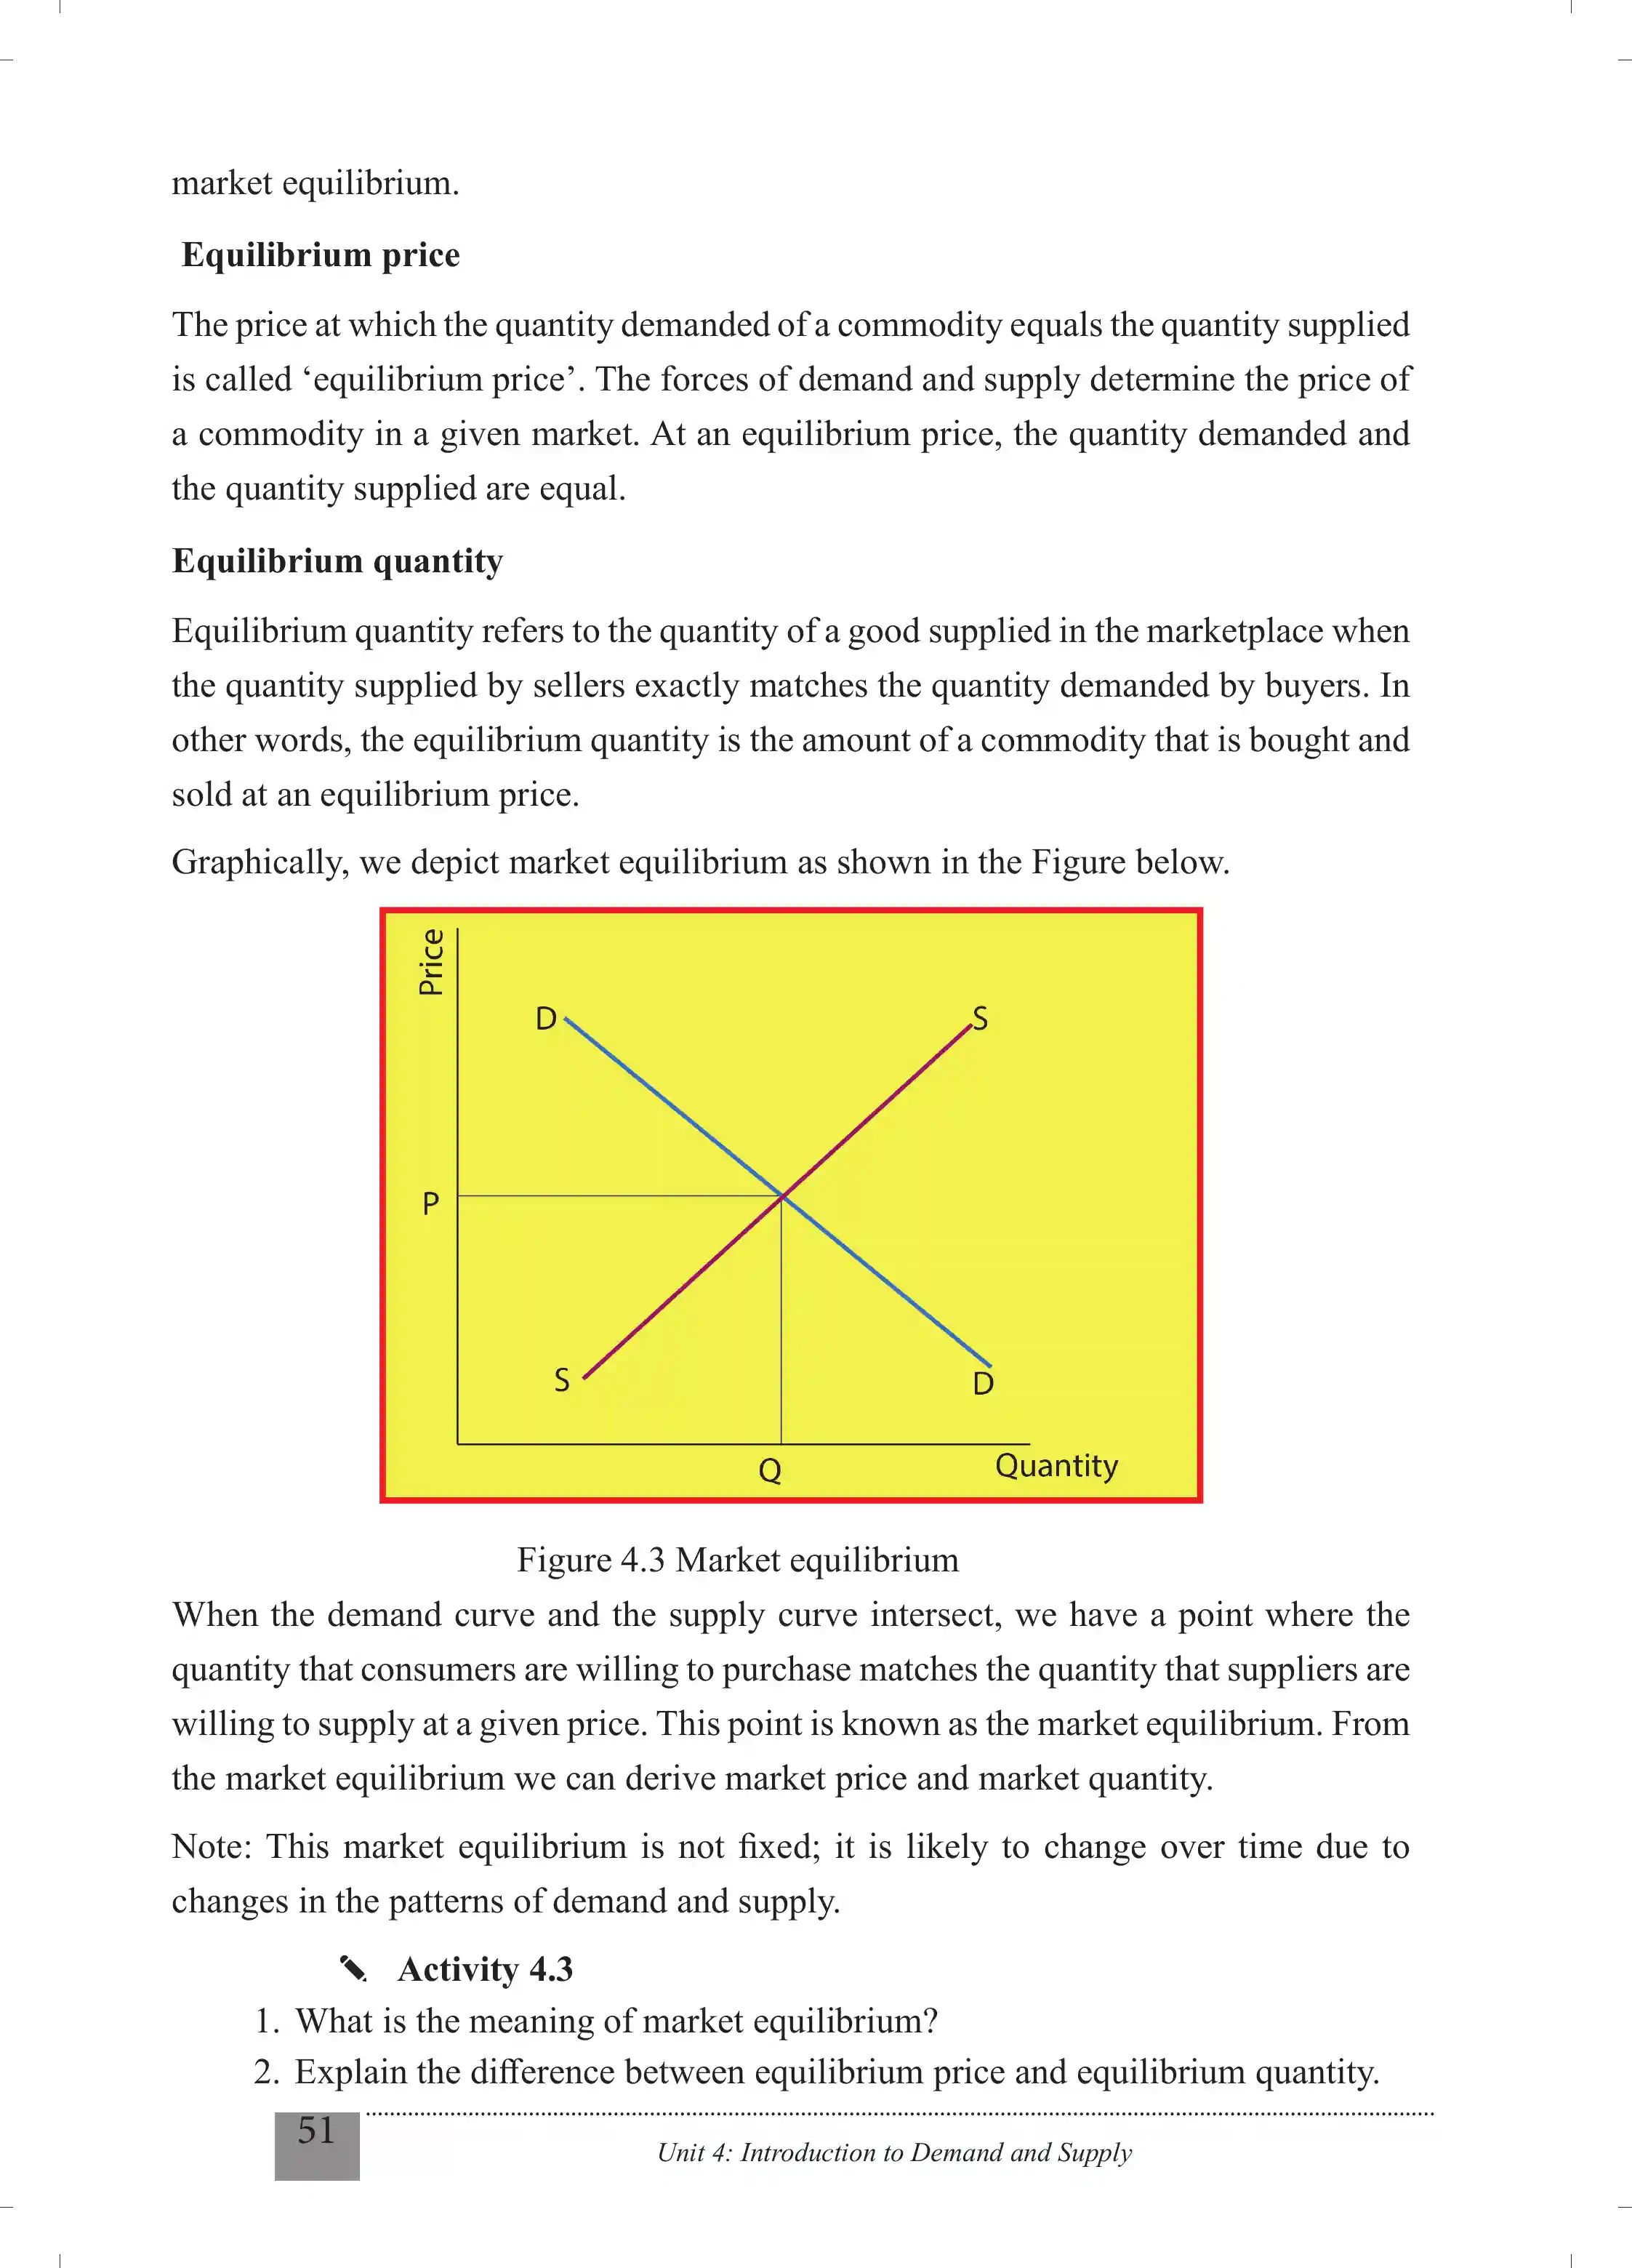 market equilibrium.
Equilibrium price
The price at which the quantity demanded of a commodity equals the quantity supplied
is called ‘equilibrium price’. The forces of demand and supply determine the price of
a commodity in a given market. At an equilibrium price, the quantity demanded and
the quantity supplied are equal.
Equilibrium quantity
Equilibrium quantity refers to the quantity of a good supplied in the marketplace when
the quantity supplied by sellers exactly matches the quantity demanded by buyers. In
other words, the equilibrium quantity is the amount of a commodity that is bought and
sold at an equilibrium price.
Graphically, we depict market equilibrium as shown in the Figure below.
Price
D
S
P
S
D
Q
Quantity
Figure 4.3 Market equilibrium
When the demand curve and the supply curve intersect, we have a point where the
quantity that consumers are willing to purchase matches the quantity that suppliers are
willing to supply at a given price. This point is known as the market equilibrium. From
the market equilibrium we can derive market price and market quantity.
Note: This market equilibrium is not fixed; it is likely to change over time due to
changes in the patterns of demand and supply.
Activity 4.3
1. What is the meaning of market equilibrium?
2. Explain the difference between equilibrium price and equilibrium quantity.
51
Unit 4: Introduction to Demand and Supply